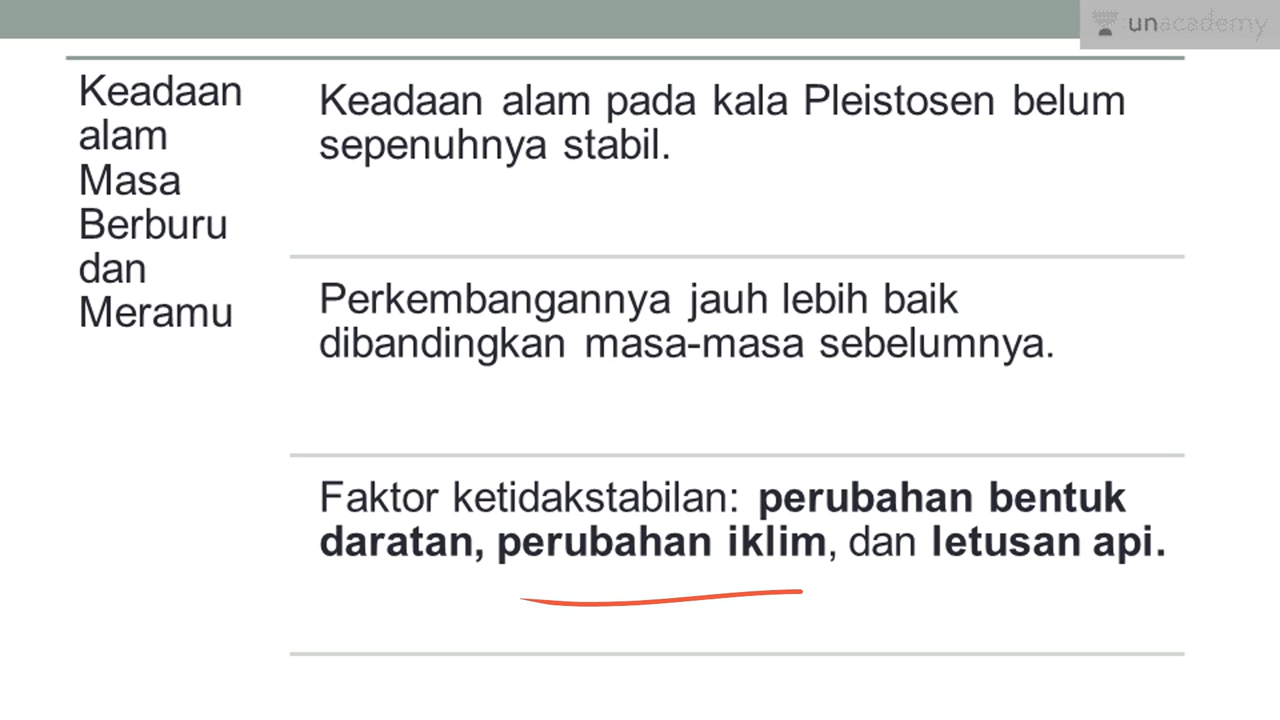 unacademy
Keadaan
alam
Masa
Berburu
dan
Meramu
Keadaan alam pada kala Pleistosen belum
sepenuhnya stabil.
Perkembangannya jauh lebih baik
dibandingkan masa-masa sebelumnya.
Faktor ketidakstabilan: perubahan bentuk
daratan, perubahan iklim, dan letusan api.